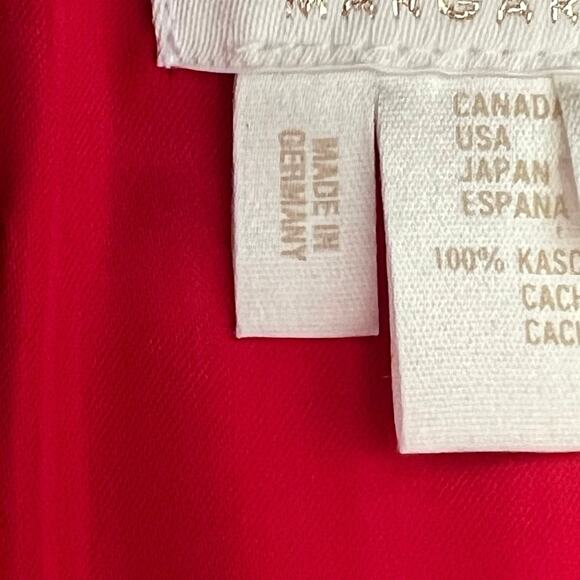 MADE IN
GERMANY
CANADA
USA
JAPAN
ESPANA
100% KASC
CACH
CACH